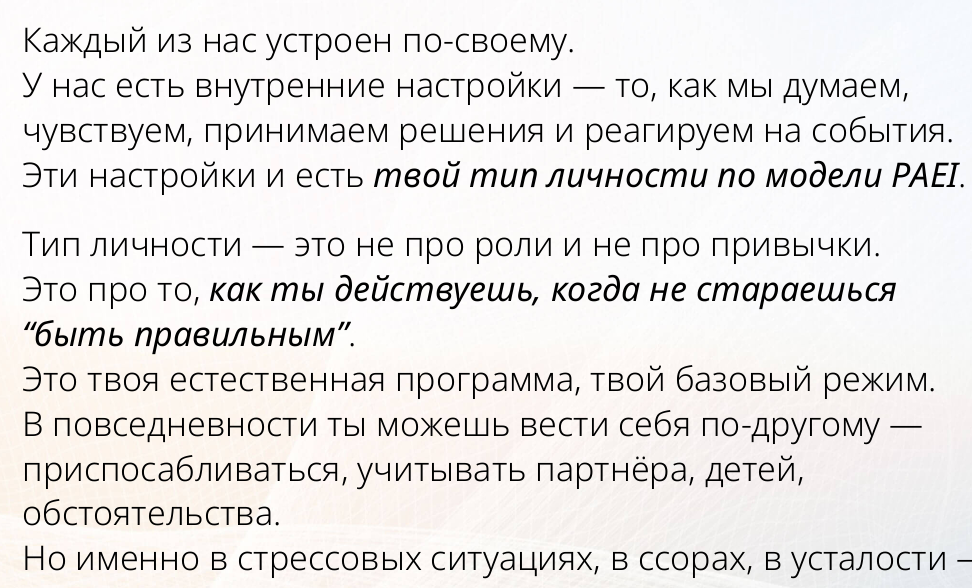 Каждый из нас устроен по-своему.
У нас есть внутренние настройки — то, как мы думаем,
чувствуем, принимаем решения и реагируем на события.
Эти настройки и есть твой тип личности по модели PAEI.
Тип личности — это не про роли и не про привычки.
Это про то, как ты действуешь, когда не стараешься
“быть правильным”.
Это твоя естественная программа, твой базовый режим.
В повседневности ты можешь вести себя по-другому —
приспосабливаться, учитывать партнёра, детей,
обстоятельства.
Но именно в стрессовых ситуациях, в ссорах, в усталости —